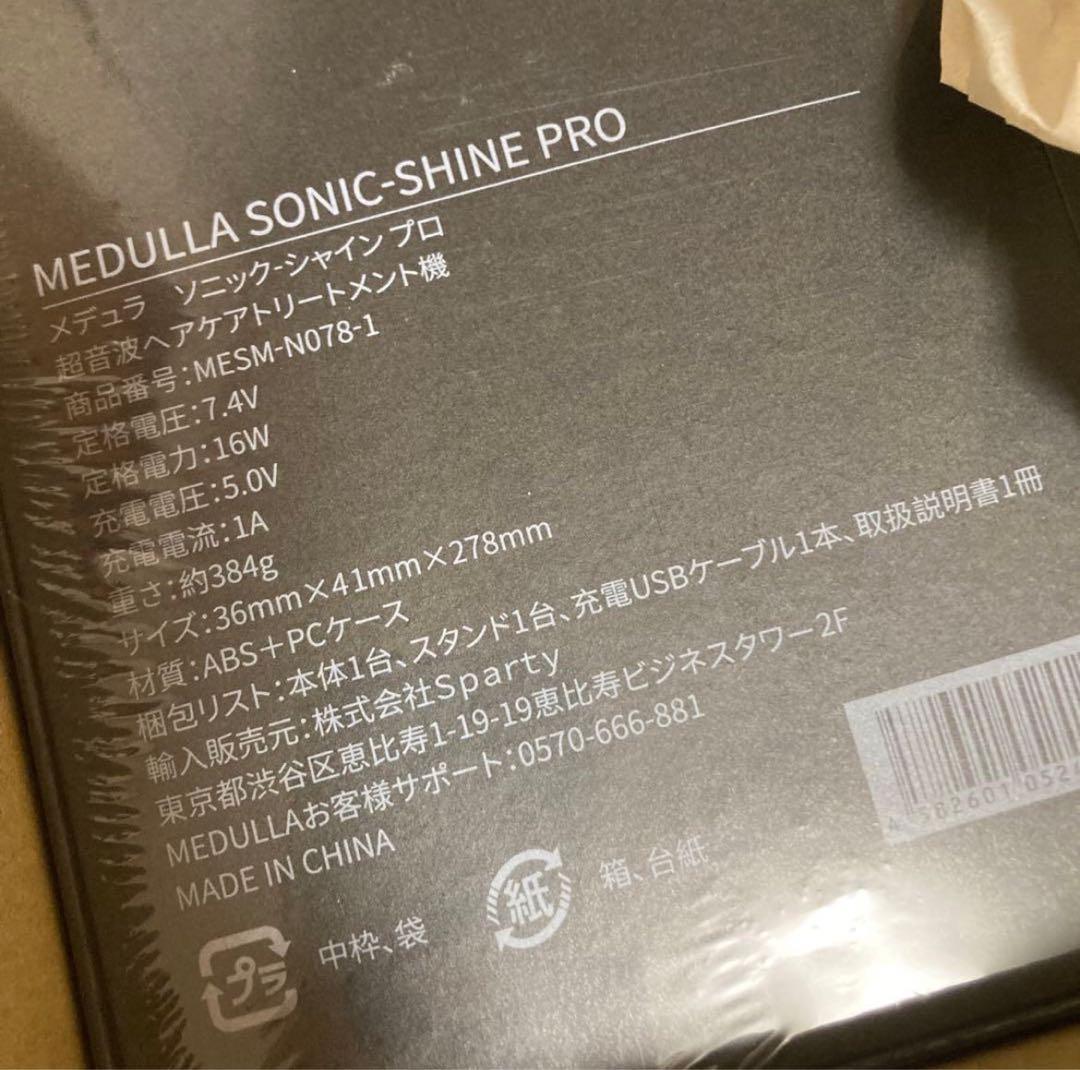 MEDULLA SONIC-SHINE PRO
メデュラ　ソニック-シャイン プロ
超音波ヘアケアトリートメント機
商品番号：MESM-N078-1
定格電圧：7.4V
定格電力：16W
充電電圧：5.0V
充電電流：1A
重さ：約384g
サイズ：36mm×41mm×278mm
材質：ABS＋PCケース
梱包リスト：本体1台、スタンド1台、充電USBケーブル1本、取扱説明書1冊
輸入販売元：株式会社Sparty
東京都渋谷区恵比寿1-19-19恵比寿ビジネスタワー2F
MEDULLAお客様サポート：0570-666-881
MADE IN CHINA
プラ 中枠、袋
紙 箱、台紙
4 582601